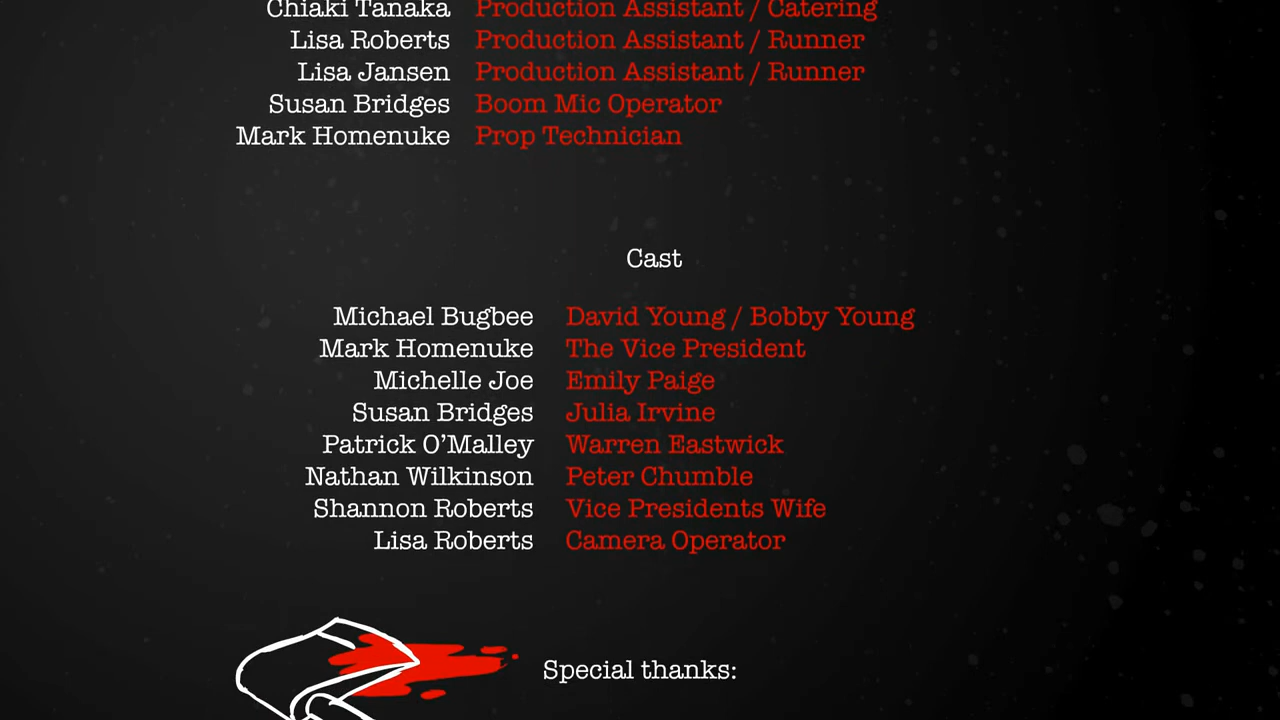 Chiaki Tanaka Production Assistant / Catering
Lisa Roberts Production Assistant / Runner
Lisa Jansen Production Assistant / Runner
Susan Bridges Boom Mic Operator
Mark Homenuke Prop Technician
Cast
Michael Bugbee David Young / Bobby Young
Mark Homenuke The Vice President
Michelle Joe Emily Paige
Susan Bridges Julia Irvine
Patrick O'Malley Warren Eastwick
Nathan Wilkinson Peter Chumble
Shannon Roberts Vice Presidents Wife
Lisa Roberts Camera Operator
Special thanks: